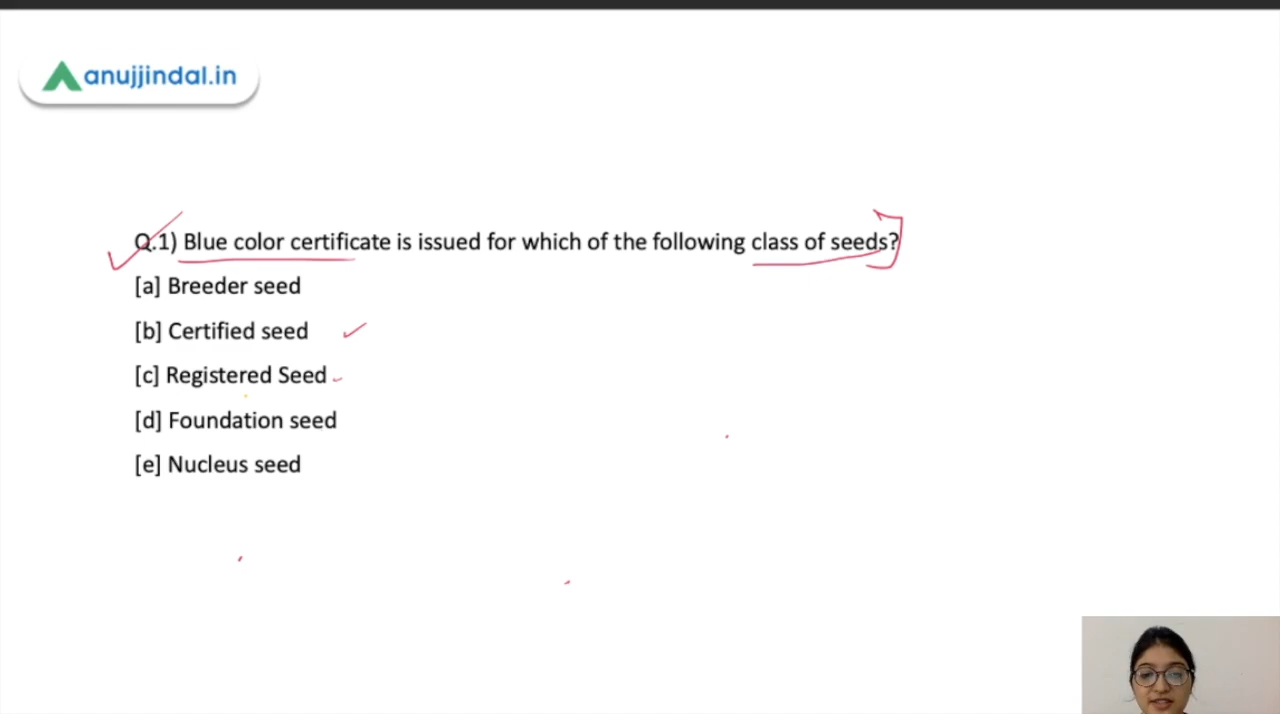 anujjindal.in
Q.1) Blue color certificate is issued for which of the following class of seeds?
[a] Breeder seed
[b] Certified seed
[c] Registered Seed
[d] Foundation seed
[e] Nucleus seed